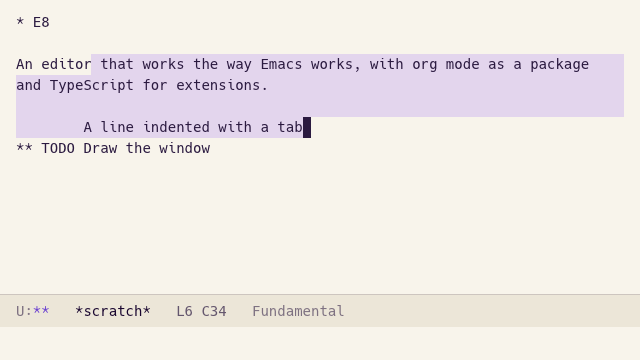 * E8

An editor that works the way Emacs works, with org mode as a package
and TypeScript for extensions.

        A line indented with a tab
** TODO Draw the window
U:**   *scratch*   L6 C34   Fundamental